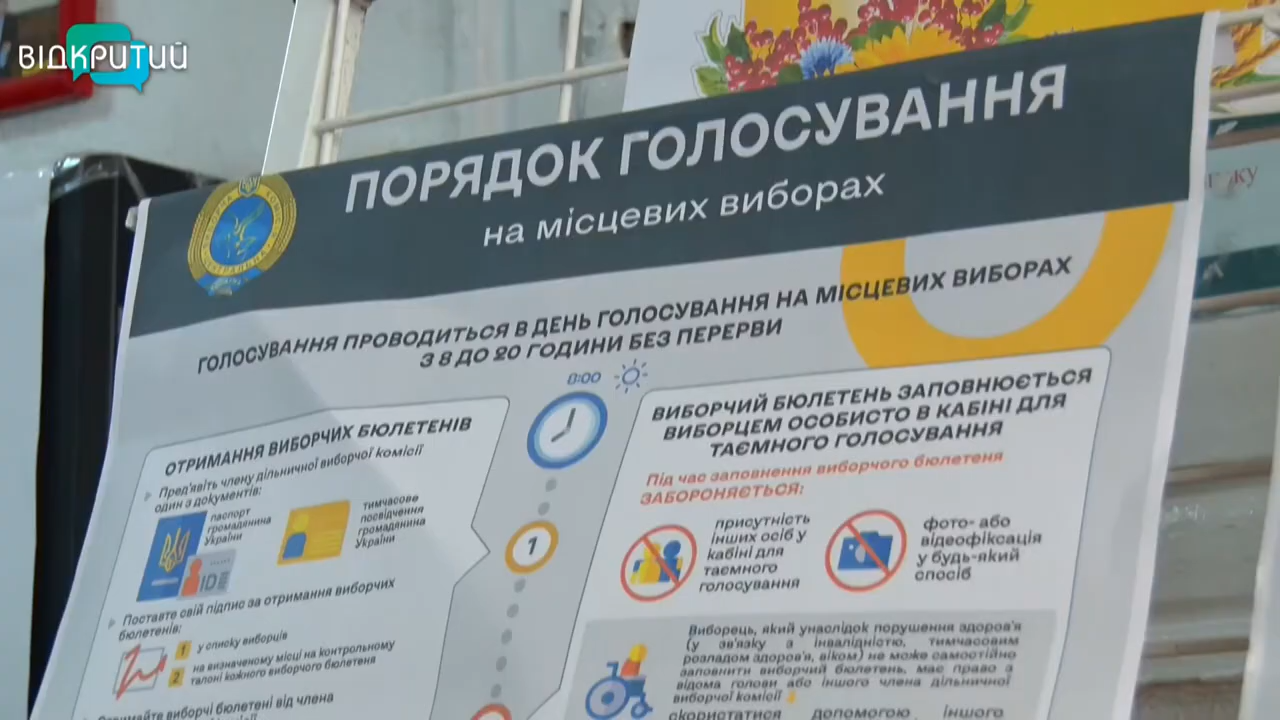 ВІДКРИТИЙ
ПОРЯДОК ГОЛОСУВАННЯ
на місцевих виборах
ГОЛОСУВАННЯ ПРОВОДИТЬСЯ В ДЕНЬ ГОЛОСУВАННЯ НА МІСЦЕВИХ ВИБОРАХ
З 8 ДО 20 ГОДИНИ БЕЗ ПЕРЕРВИ
8:00
ОТРИМАННЯ ВИБОРЧИХ БЮЛЕТЕНІВ
Пред'явіть члену дільничної виборчої комісії
один з документів:
паспорт
громадянина
України
ID
тимчасове
посвідчення
громадянина
України
Поставте свій підпис за отримання виборчих
бюлетенів:
1 у списку виборців
2 на визначеному місці на контрольному
талоні кожного виборчого бюлетеня
Отримайте виборчі бюлетені від члена
1
ВИБОРЧИЙ БЮЛЕТЕНЬ ЗАПОВНЮЄТЬСЯ
ВИБОРЦЕМ ОСОБИСТО В КАБІНІ ДЛЯ
ТАЄМНОГО ГОЛОСУВАННЯ
Під час заповнення виборчого бюлетеня
ЗАБОРОНЯЄТЬСЯ:
присутність
інших осіб у
кабіні для
таємного
голосування
фото- або
відеофіксація
у будь-який
спосіб
Виборець, який унаслідок порушення здоров'я
(у зв'язку з інвалідністю, тимчасовим
розладом здоров'я, віком) не може самостійно
заповнити виборчий бюлетень, має право з
відома голови або іншого члена дільничної
виборчої комісії
скористатися допомогою іншого